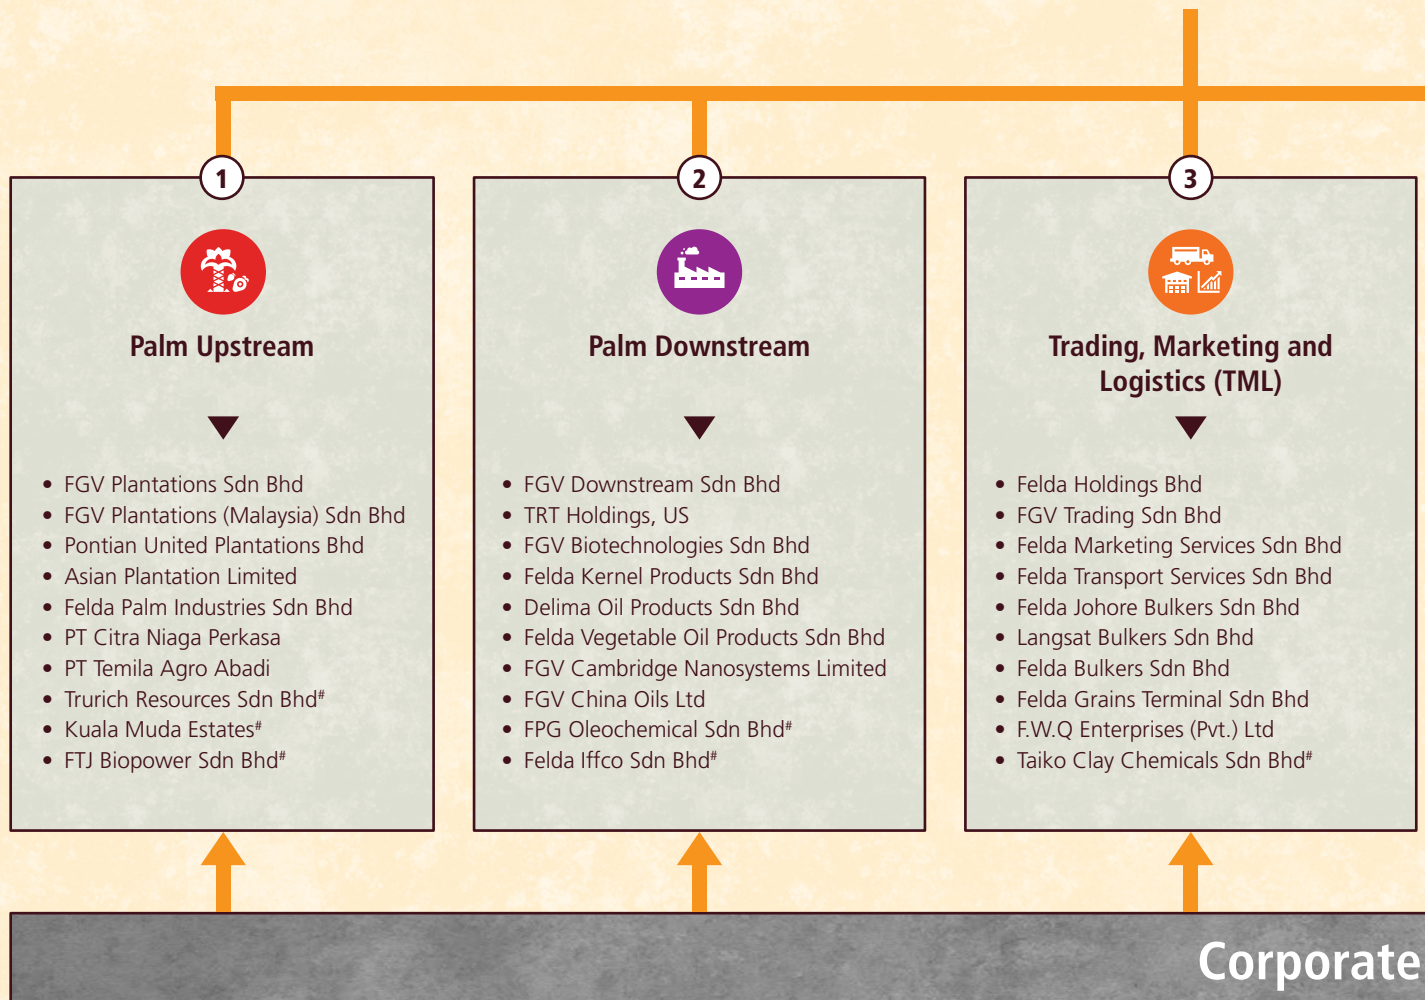 1
Palm Upstream
• FGV Plantations Sdn Bhd
• FGV Plantations (Malaysia) Sdn Bhd
• Pontian United Plantations Bhd
• Asian Plantation Limited
• Felda Palm Industries Sdn Bhd
• PT Citra Niaga Perkasa
• PT Temila Agro Abadi
• Trurich Resources Sdn Bhd#
• Kuala Muda Estates#
• FTJ Biopower Sdn Bhd#
2
Palm Downstream
• FGV Downstream Sdn Bhd
• TRT Holdings, US
• FGV Biotechnologies Sdn Bhd
• Felda Kernel Products Sdn Bhd
• Delima Oil Products Sdn Bhd
• Felda Vegetable Oil Products Sdn Bhd
• FGV Cambridge Nanosystems Limited
• FGV China Oils Ltd
• FPG Oleochemical Sdn Bhd#
• Felda Iffco Sdn Bhd#
3
Trading, Marketing and
Logistics (TML)
• Felda Holdings Bhd
• FGV Trading Sdn Bhd
• Felda Marketing Services Sdn Bhd
• Felda Transport Services Sdn Bhd
• Felda Johore Bulkers Sdn Bhd
• Langsat Bulkers Sdn Bhd
• Felda Bulkers Sdn Bhd
• Felda Grains Terminal Sdn Bhd
• F.W.Q Enterprises (Pvt.) Ltd
• Taiko Clay Chemicals Sdn Bhd#
Corporate